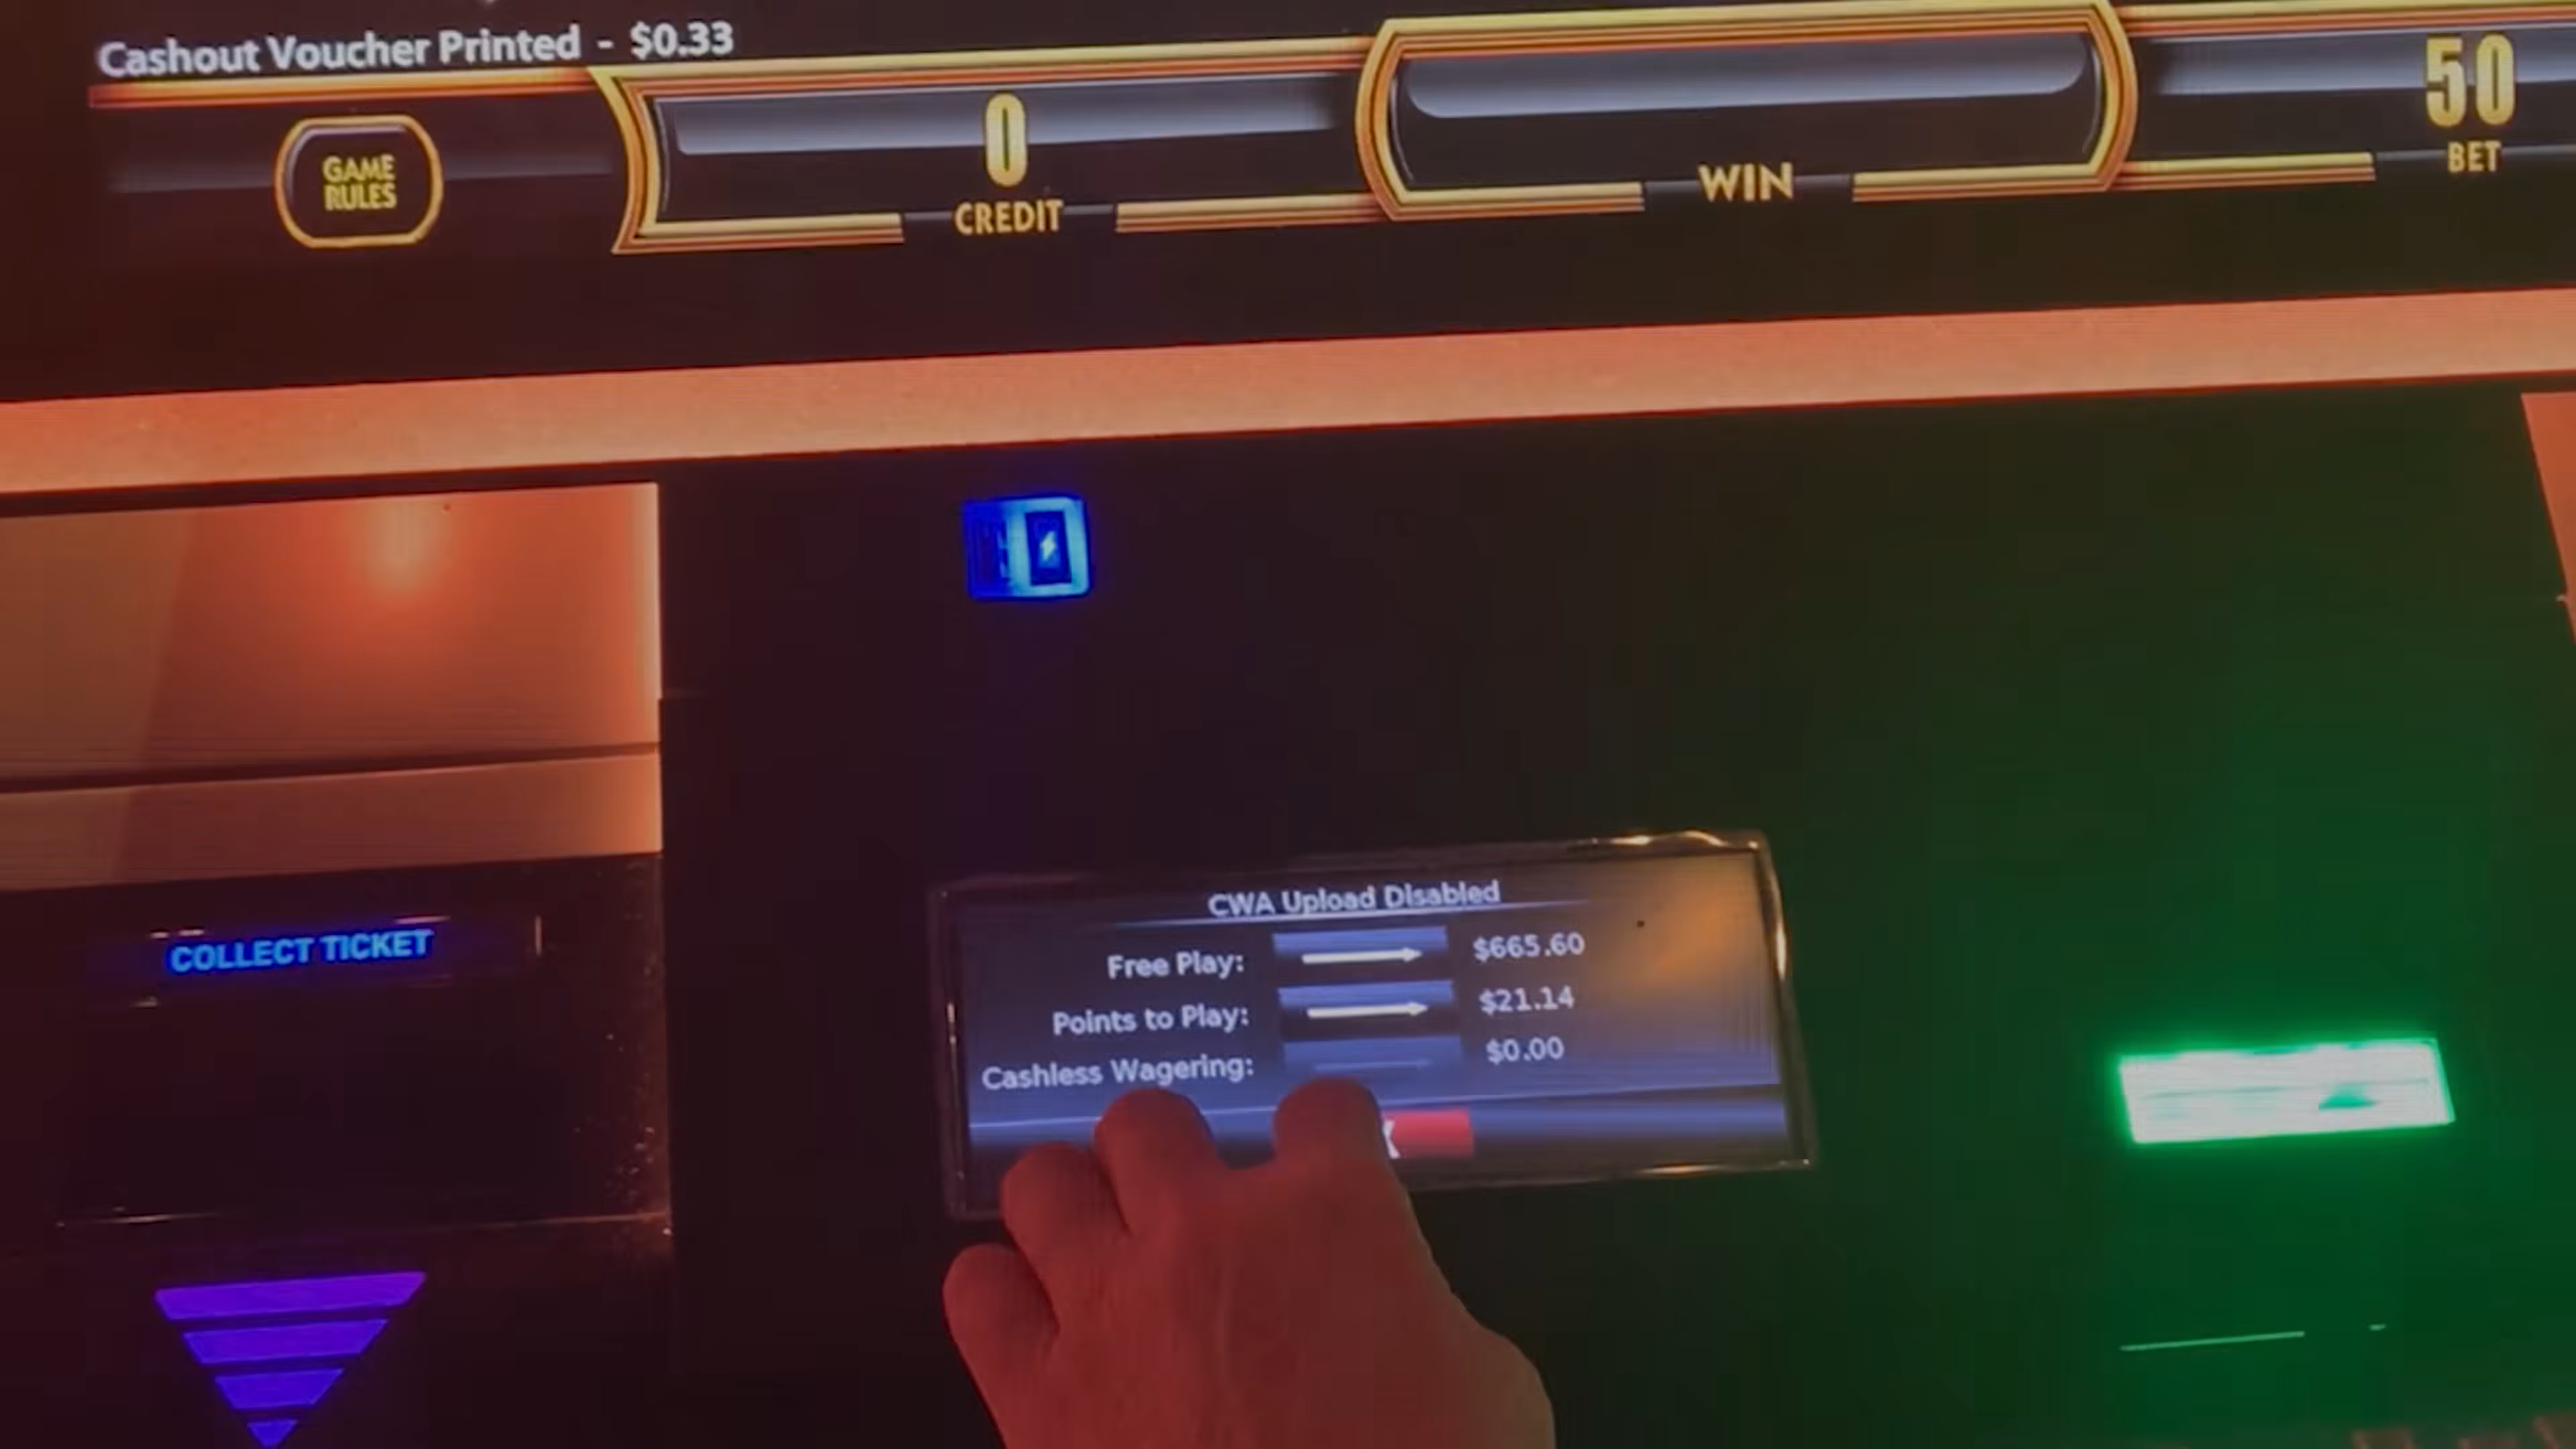 Cashout Voucher Printed - $0.33
GAME
RULES
0
CREDIT
WIN
50
BET
COLLECT TICKET
CWA Upload Disabled
Free Play: $665.60
Points to Play: $21.14
Cashless Wagering: $0.00